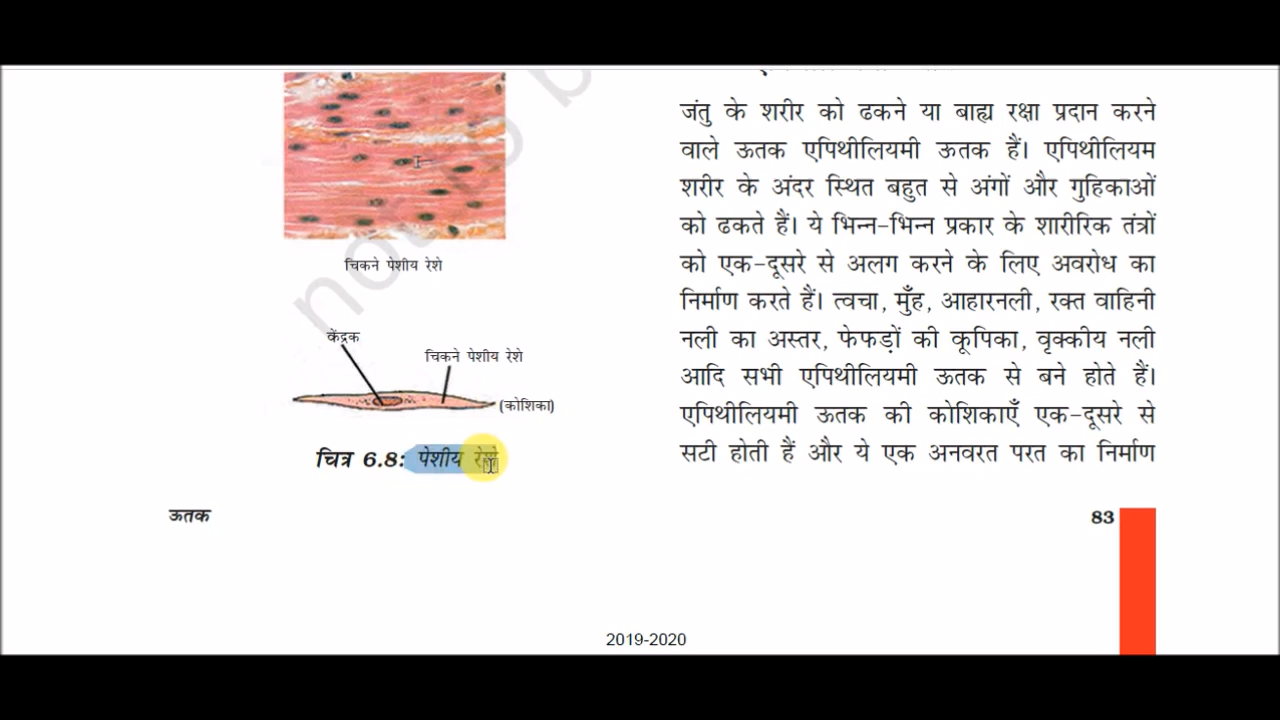 चिकने पेशीय रेशे
केंद्रक
चिकने पेशीय रेशे
(कोशिका)
चित्र 6.8: पेशीय रेशे
जंतु के शरीर को ढकने या बाह्य रक्षा प्रदान करने
वाले ऊतक एपिथीलियमी ऊतक हैं। एपिथीलियम
शरीर के अंदर स्थित बहुत से अंगों और गुहिकाओं
को ढकते हैं। ये भिन्न-भिन्न प्रकार के शारीरिक तंत्रों
को एक-दूसरे से अलग करने के लिए अवरोध का
निर्माण करते हैं। त्वचा, मुँह, आहारनली, रक्त वाहिनी
नली का अस्तर, फेफड़ों की कूपिका, वृक्कीय नली
आदि सभी एपिथीलियमी ऊतक से बने होते हैं।
एपिथीलियमी ऊतक की कोशिकाएँ एक-दूसरे से
सटी होती हैं और ये एक अनवरत परत का निर्माण
ऊतक
83
2019-2020